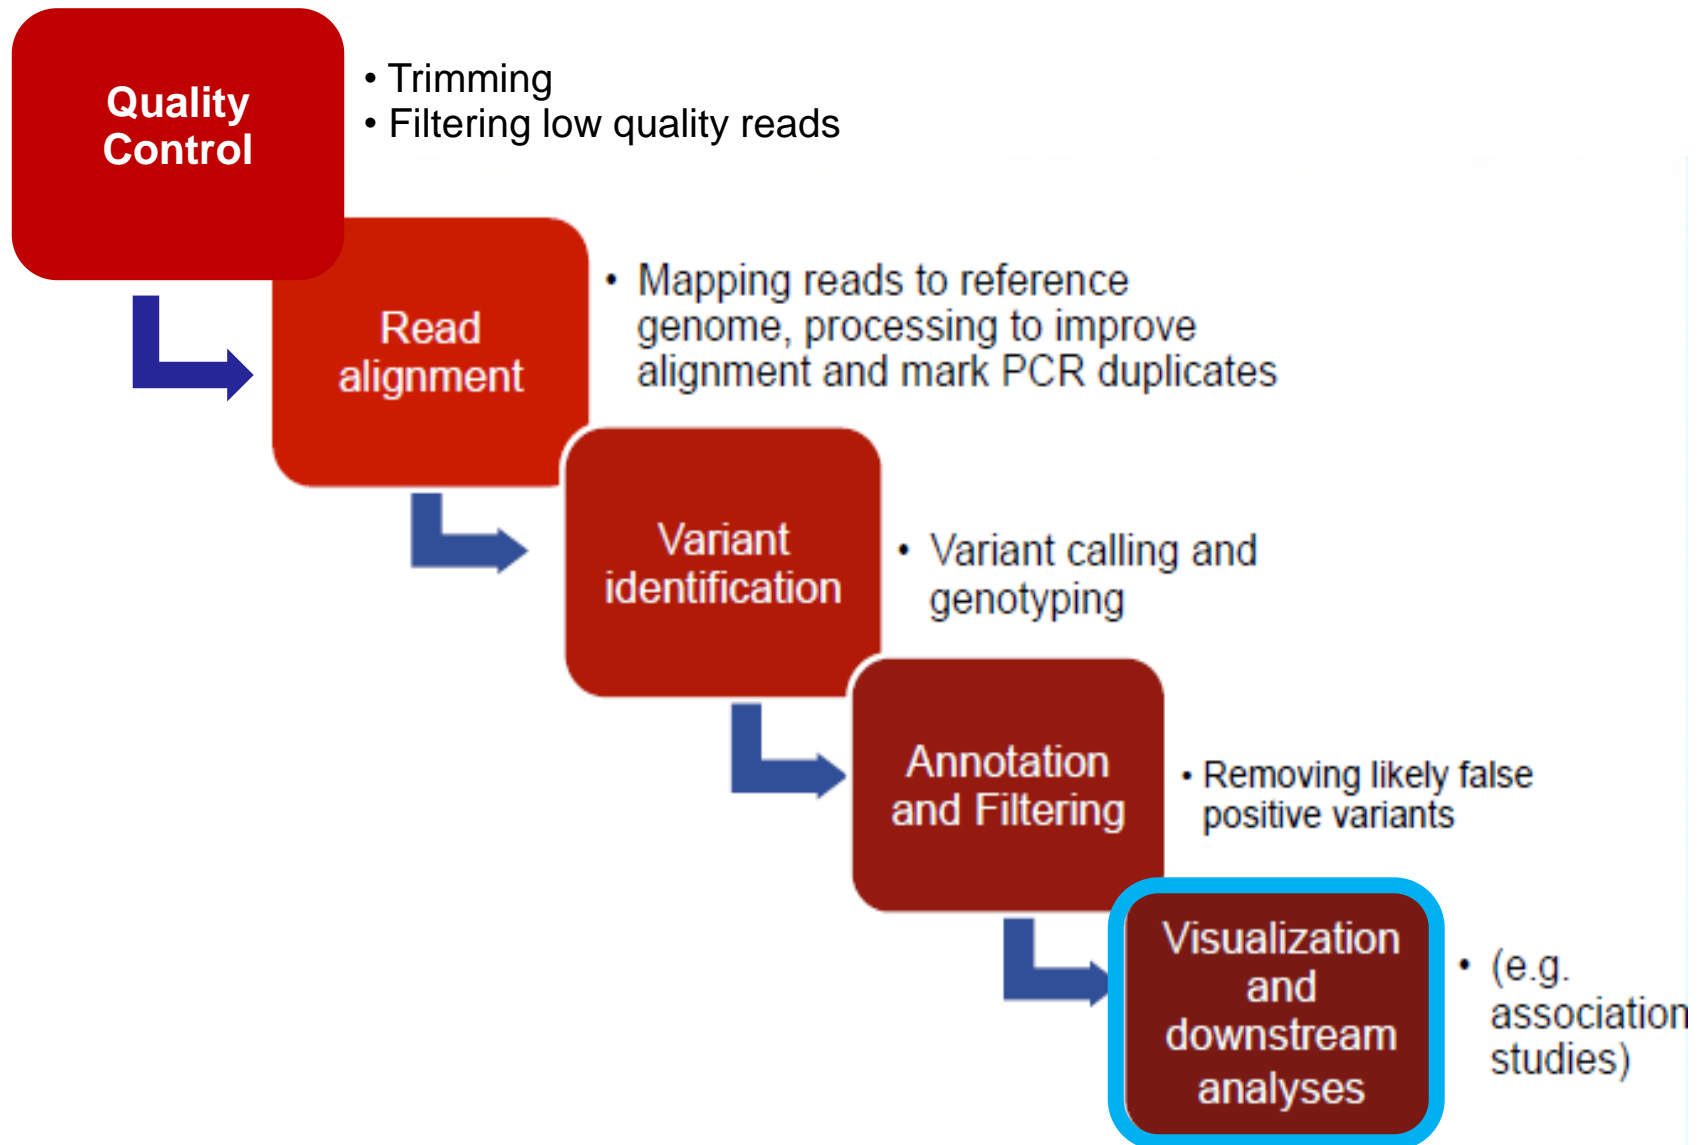 Quality
Control
• Trimming
• Filtering low quality reads
Read
alignment
• Mapping reads to reference
genome, processing to improve
alignment and mark PCR duplicates
Variant
identification
• Variant calling and
genotyping
Annotation
and Filtering
• Removing likely false
positive variants
Visualization
and
downstream
analyses
• (e.g.
association
studies)